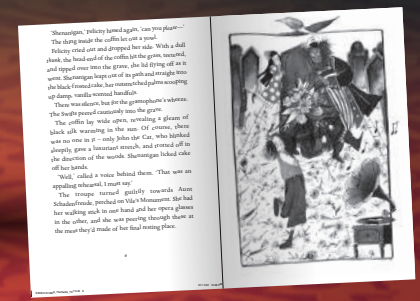 'Shenanigan,' Felicity hissed again, 'can you please—'
The thing inside the coffin let out a yowl.
Felicity cried out and dropped her side. With a dull
thunk, the head end of the coffin hit the grass, teetered,
and tipped over into the grave, the lid flying off as it
went. Shenanigan leapt out of its path and straight into
the black frosted cake, her outstretched palms scooping
up damp, vanilla-scented handfuls.
There was silence, but for the gramophone's wheeze.
The Swifts peered cautiously into the grave.
The coffin lay wide open, revealing a gleam of
black silk warming in the sun. Of course, there
was no one in it – only John the Cat, who blinked
sleepily, gave a luxuriant stretch, and trotted off in
the direction of the woods. Shenanigan licked cake
off her hands.
'Well,' called a voice behind them. 'That was an
appalling rehearsal, I must say.'
The troupe turned guiltily towards Aunt
Schadenfreude, perched on Vile's Monument. She had
her walking stick in one hand and her opera glasses
in the other, and she was peering through these at
the mess they'd made of her final resting place.